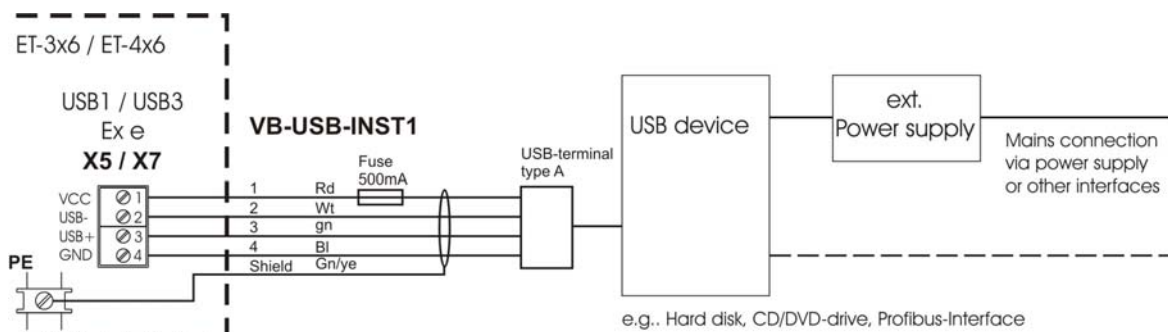 ET-3x6 / ET-4x6
USB1 / USB3
Ex e
X5 / X7
VCC 1
USB- 2
USB+ 3
GND 4
PE
VB-USB-INST1
Fuse
500mA
1 Rd
2 Wt
3 gn
4 Bl
Shield Gn/ye
USB-terminal
type A
USB device
ext.
Power supply
Mains connection
via power supply
or other interfaces
e.g.. Hard disk, CD/DVD-drive, Profibus-Interface